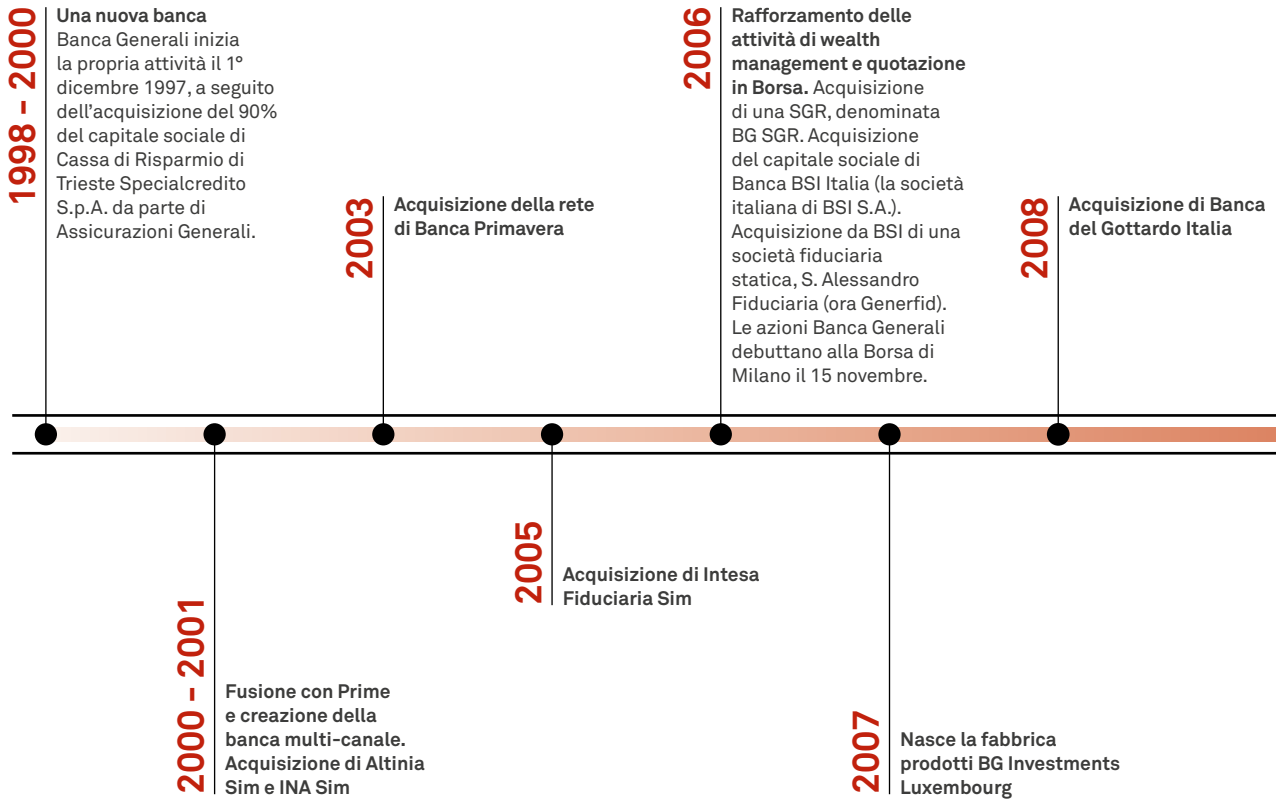 1998 – 2000
Una nuova banca
Banca Generali inizia
la propria attività il 1°
dicembre 1997, a seguito
dell'acquisizione del 90%
del capitale sociale di
Cassa di Risparmio di
Trieste Specialcredito
S.p.A. da parte di
Assicurazioni Generali.
2000 – 2001
Fusione con Prime
e creazione della
banca multi-canale.
Acquisizione di Altinia
Sim e INA Sim
2003
Acquisizione della rete
di Banca Primavera
2005
Acquisizione di Intesa
Fiduciaria Sim
2006
Rafforzamento delle
attività di wealth
management e quotazione
in Borsa. Acquisizione
di una SGR, denominata
BG SGR. Acquisizione
del capitale sociale di
Banca BSI Italia (la società
italiana di BSI S.A.).
Acquisizione da BSI di una
società fiduciaria
statica, S. Alessandro
Fiduciaria (ora Generfid).
Le azioni Banca Generali
debuttano alla Borsa di
Milano il 15 novembre.
2007
Nasce la fabbrica
prodotti BG Investments
Luxembourg
2008
Acquisizione di Banca
del Gottardo Italia